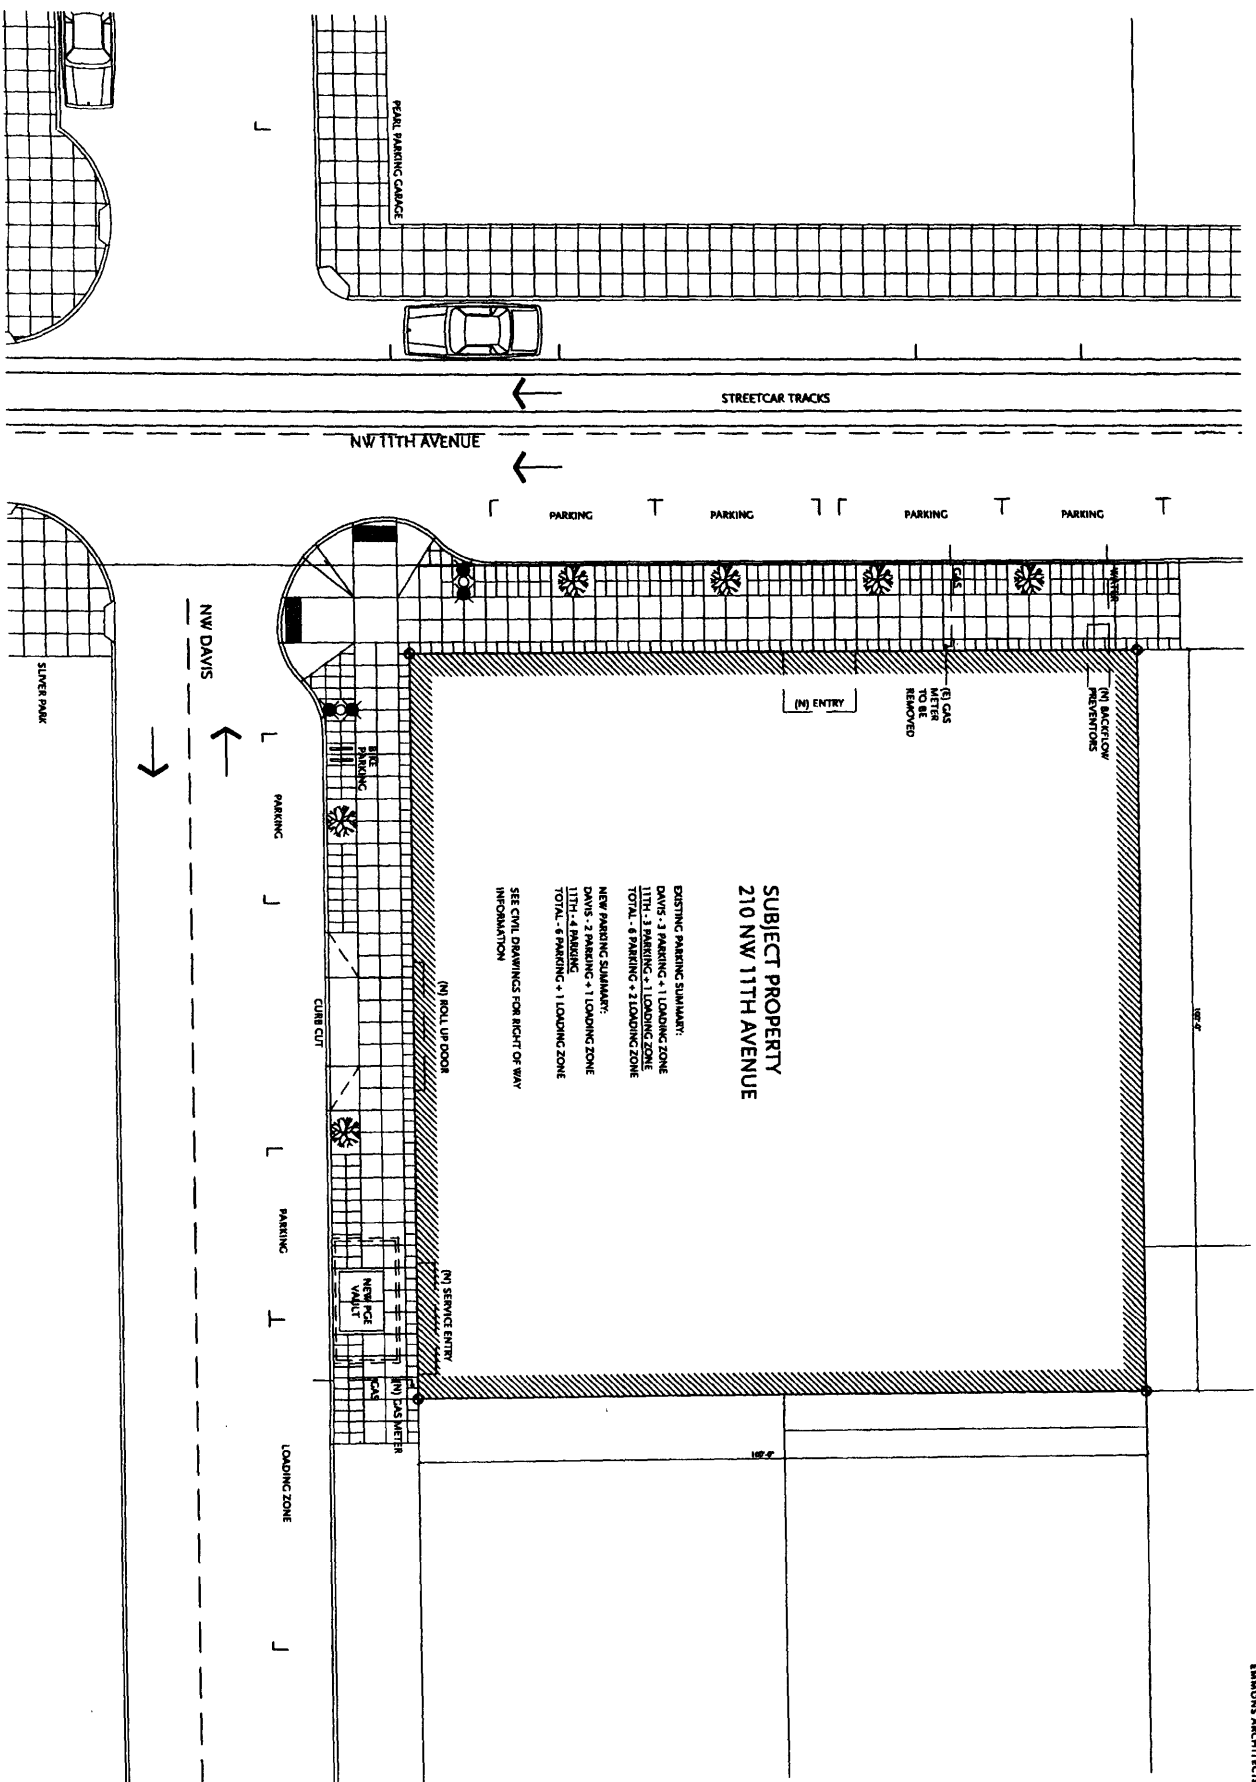 PEARL PARKING GARAGE
STREETCAR TRACKS
NW 11TH AVENUE
PARKING
PARKING
PARKING
PARKING
GAS
WATER
NW DAVIS
SLIVER PARK
(N) ENTRY
(E) GAS
METER
TO BE
REMOVED
(N) BACKFLOW
PREVENTORS
BIKE
PARKING
PARKING
SUBJECT PROPERTY
210 NW 11TH AVENUE
EXISTING PARKING SUMMARY:
DAVIS - 3 PARKING + 1 LOADING ZONE
11TH - 3 PARKING + 1 LOADING ZONE
TOTAL - 6 PARKING + 2 LOADING ZONE
NEW PARKING SUMMARY:
DAVIS - 2 PARKING + 1 LOADING ZONE
11TH - 4 PARKING
TOTAL - 6 PARKING + 1 LOADING ZONE
SEE CIVIL DRAWINGS FOR RIGHT OF WAY
INFORMATION
(N) ROLL UP DOOR
CURB CUT
PARKING
NEW PGE
VAULT
(N) SERVICE ENTRY
(N) GAS METER
GAS
LOADING ZONE